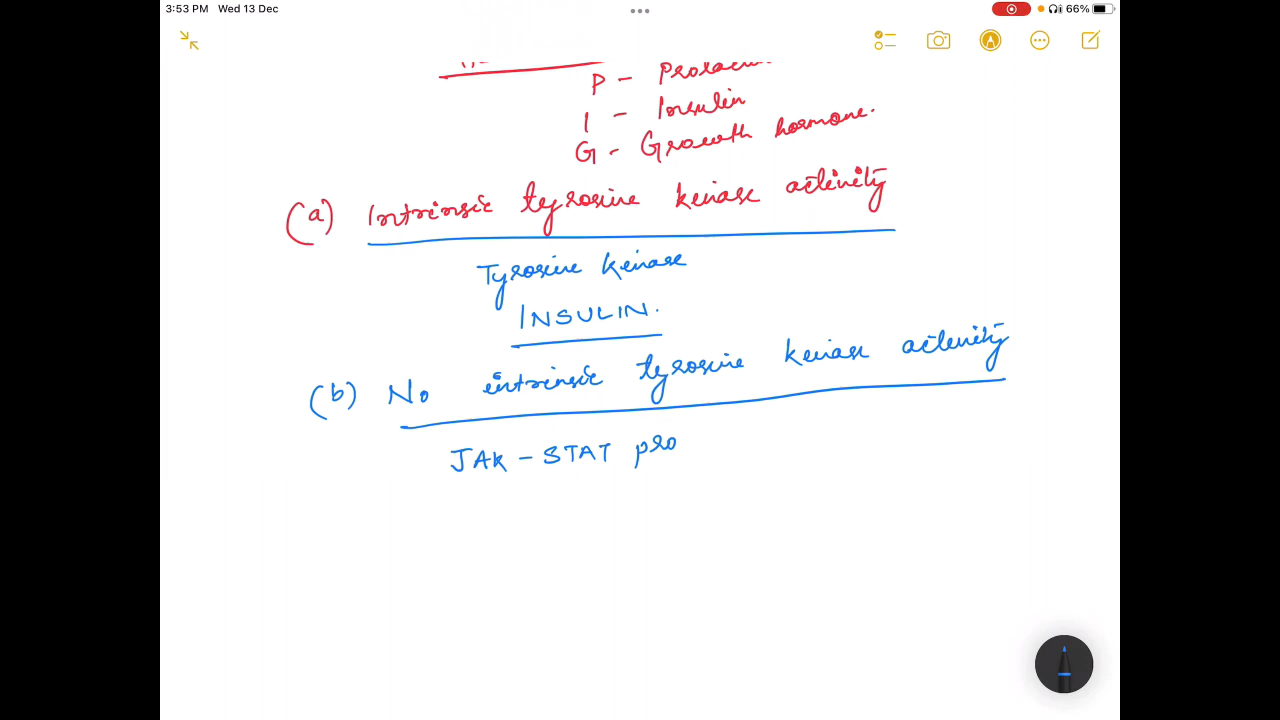 3:53 PM Wed 13 Dec
66%
P -
I - Insulin
G - Growth hormone.
(a) Intrinsic tyrosine kinase activity
Tyrosine kinase
INSULIN.
(b) No intrinsic tyrosine kinase activity
JAK - STAT pro